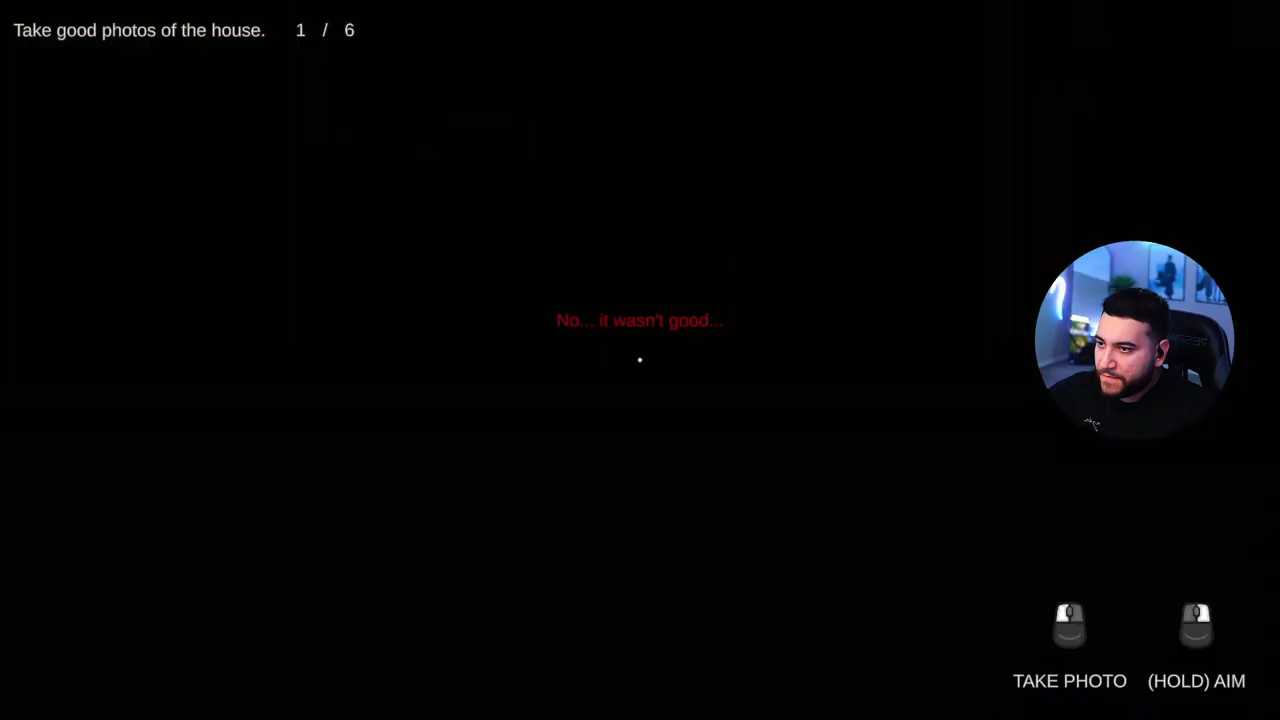 Take good photos of the house. 1 / 6
No... it wasn't good...
TAKE PHOTO (HOLD) AIM